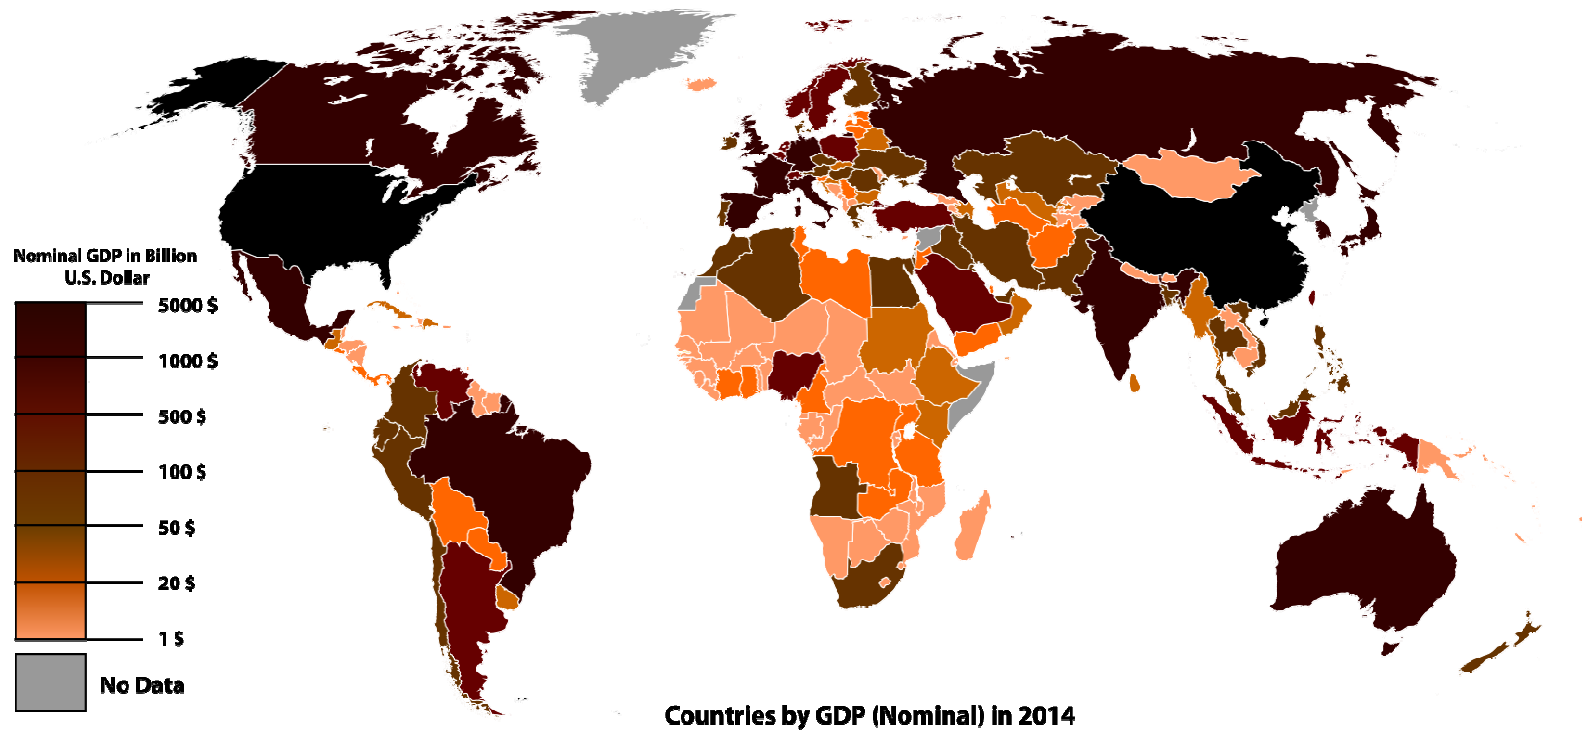 Nominal GDP in Billion
U.S. Dollar
5000 $
1000 $
500 $
100 $
50 $
20 $
1 $
No Data
Countries by GDP (Nominal) in 2014